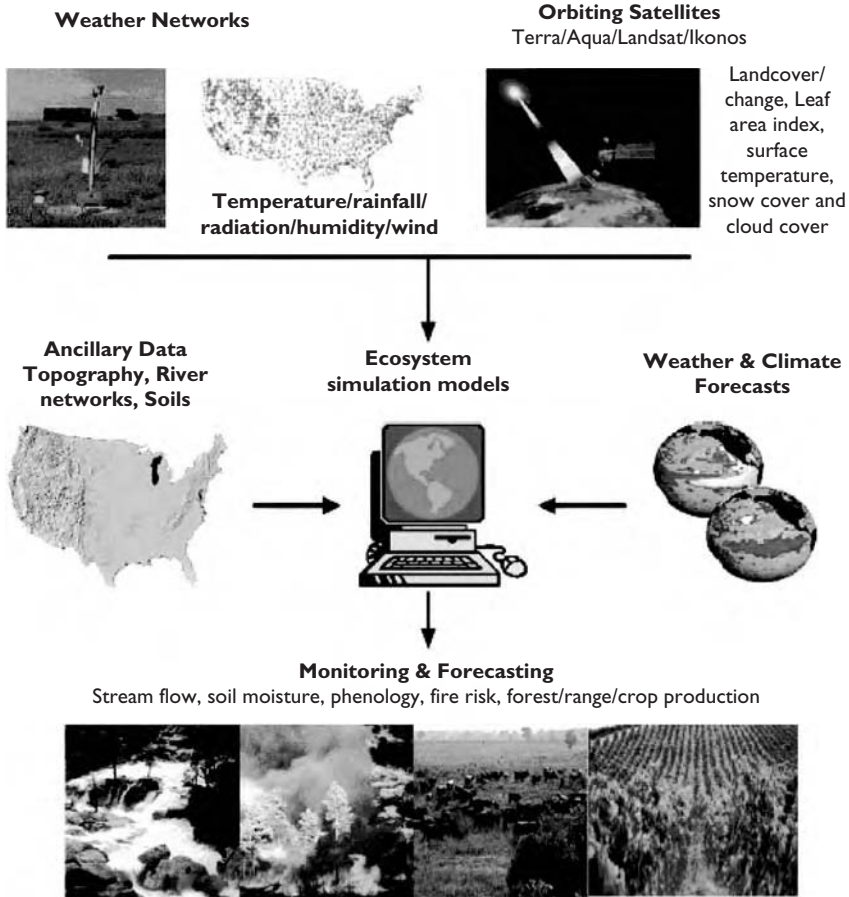 Weather Networks
Orbiting Satellites
Terra/Aqua/Landsat/Ikonos
Temperature/rainfall/
radiation/humidity/wind
Landcover/
change, Leaf
area index,
surface
temperature,
snow cover and
cloud cover
Ancillary Data
Topography, River
networks, Soils
Ecosystem
simulation models
Weather & Climate
Forecasts
Monitoring & Forecasting
Stream flow, soil moisture, phenology, fire risk, forest/range/crop production